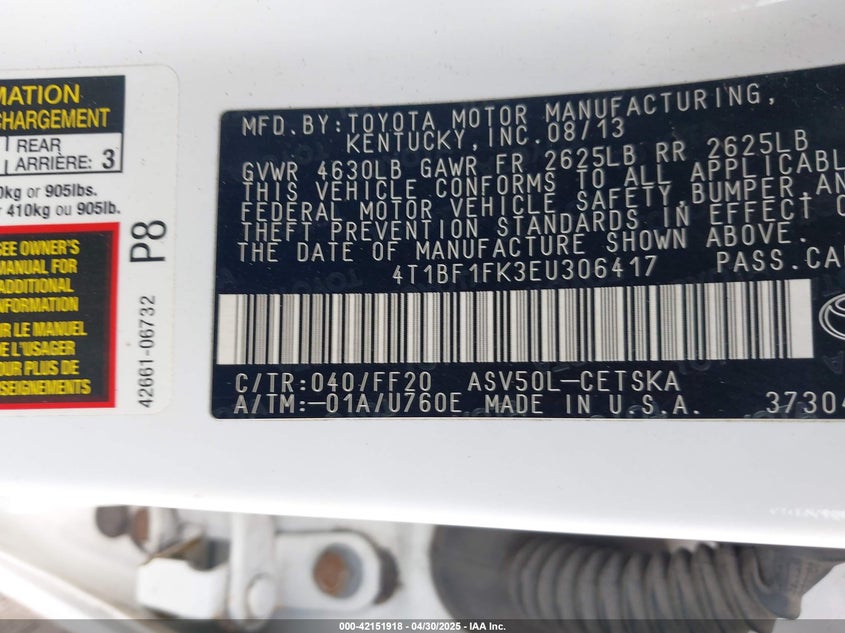 MATION
CHARGEMENT
REAR
ARRIÈRE: 3
kg or 905lbs.
410kg ou 905lb.
SEE OWNER'S
MANUAL FOR
ADDITIONAL
INFORMATION
LE MANUEL
L'USAGER
POUR PLUS DE
P8
42661-06732
MFD.BY:TOYOTA MOTOR MANUFACTURING,
KENTUCKY,INC.08/13
GVWR 4630LB GAWR FR 2625LB RR 2625LB
THIS VEHICLE CONFORMS TO ALL APPLICABL
FEDERAL MOTOR VEHICLE SAFETY,BUMPER,AN
THEFT PREVENTION STANDARDS IN EFFECT O
THE DATE OF MANUFACTURE SHOWN ABOVE.
4T1BF1FK3EU306417 PASS.CA
C/TR:040/FF20 ASV50L-CETSKA
A/TM:-01A/U760E MADE IN U.S.A. 3730
000-42151918 - 04/30/2025 - IAA Inc.